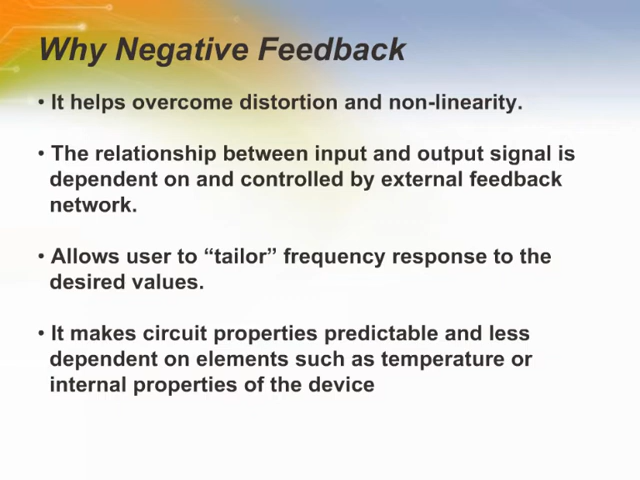 Why Negative Feedback
• It helps overcome distortion and non-linearity.
• The relationship between input and output signal is
dependent on and controlled by external feedback
network.
• Allows user to “tailor” frequency response to the
desired values.
• It makes circuit properties predictable and less
dependent on elements such as temperature or
internal properties of the device